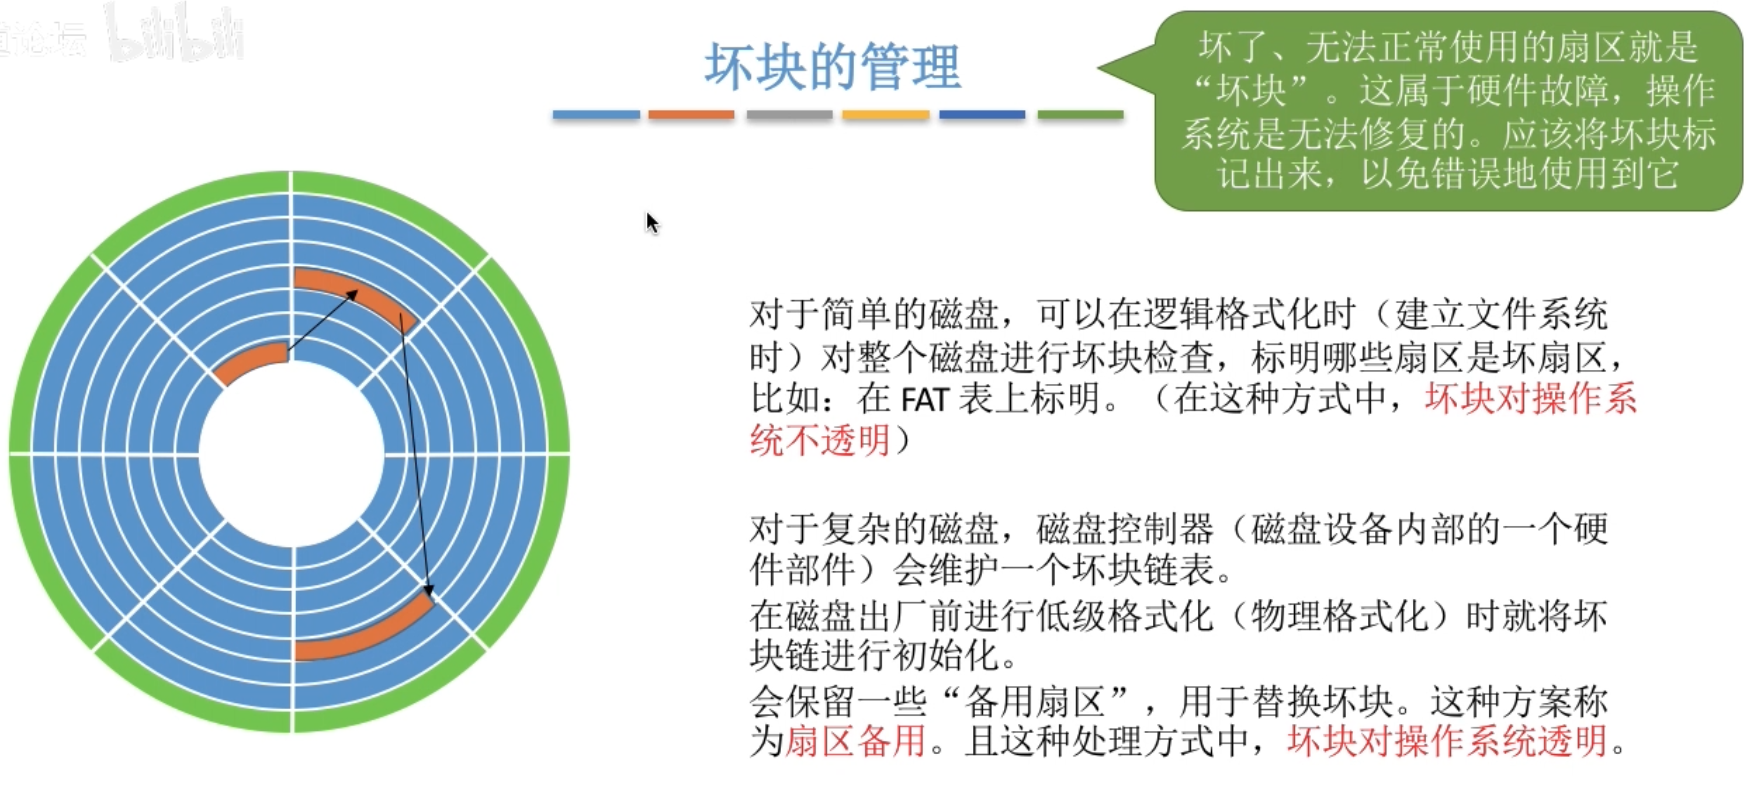 论坛 bilibili
坏块的管理
坏了、无法正常使用的扇区就是
“坏块”。这属于硬件故障，操作
系统是无法修复的。应该将坏块标
记出来，以免错误地使用到它
对于简单的磁盘，可以在逻辑格式化时（建立文件系统
时）对整个磁盘进行坏块检查，标明哪些扇区是坏扇区，
比如：在 FAT 表上标明。（在这种方式中，坏块对操作系
统不透明）
对于复杂的磁盘，磁盘控制器（磁盘设备内部的一个硬
件部件）会维护一个坏块链表。
在磁盘出厂前进行低级格式化（物理格式化）时就将坏
块链进行初始化。
会保留一些“备用扇区”，用于替换坏块。这种方案称
为扇区备用。且这种处理方式中，坏块对操作系统透明。